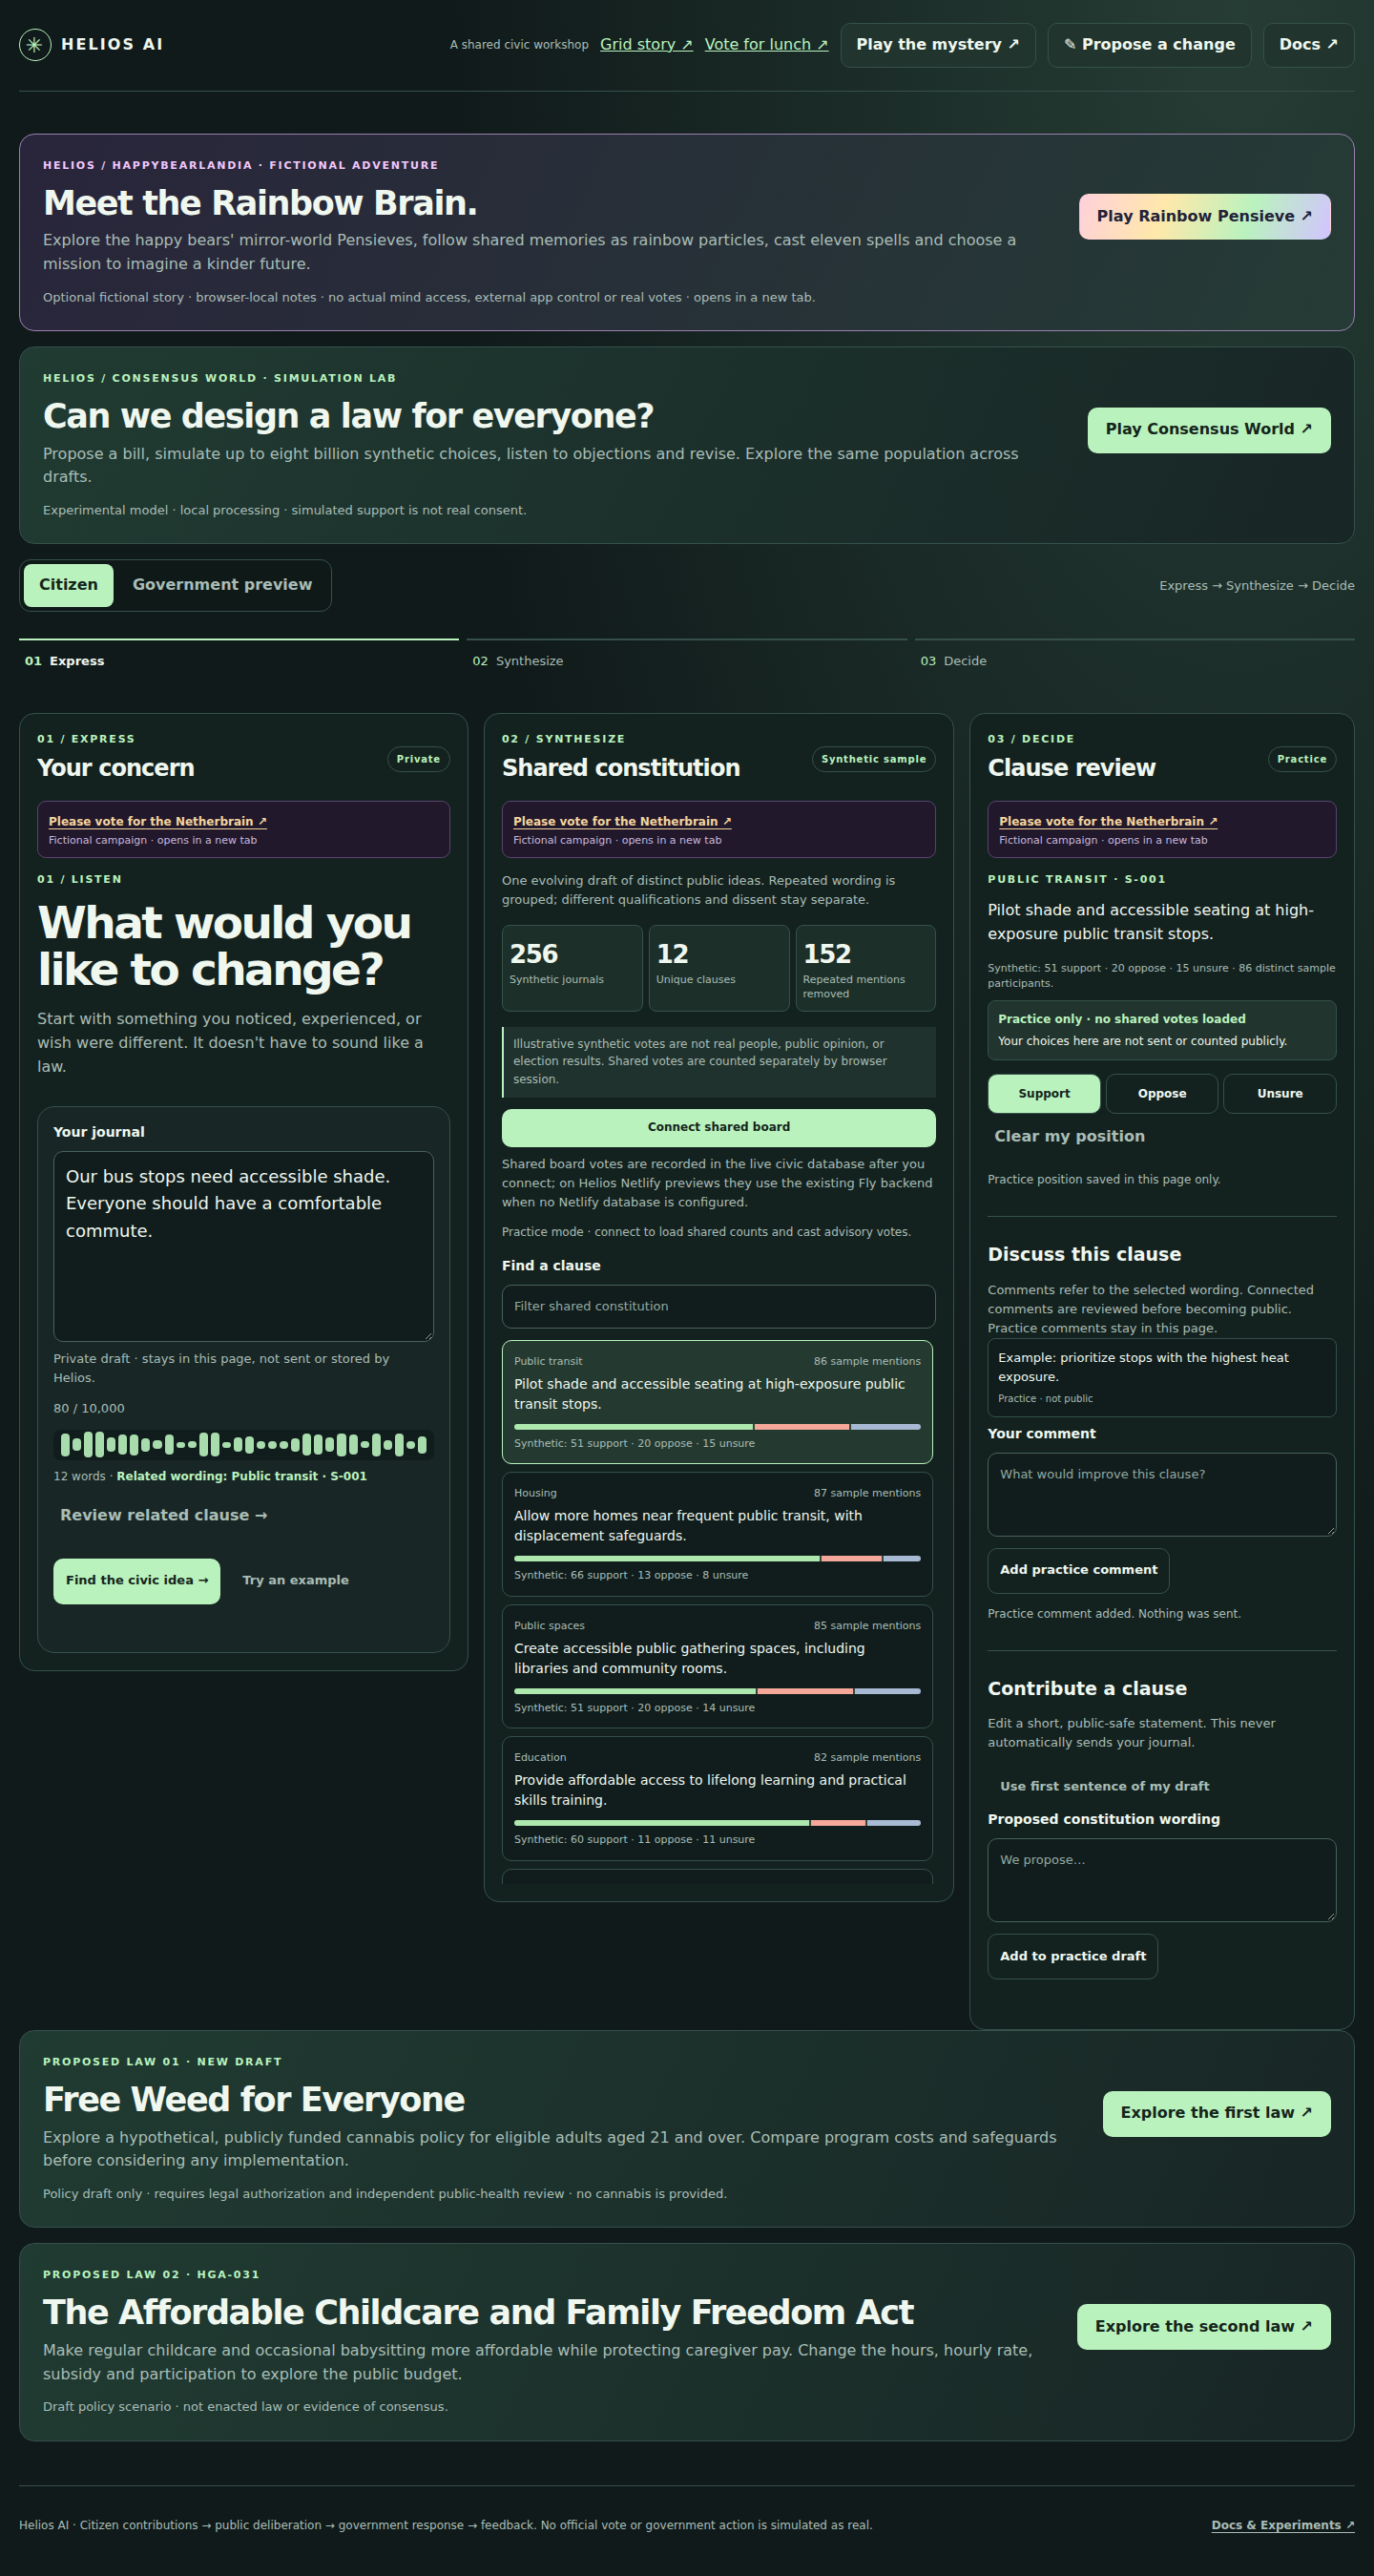 HELIOS AI
A shared civic workshop
Grid story ↗
Vote for lunch ↗
Play the mystery ↗
✎ Propose a change
Docs ↗
HELIOS / HAPPYBEARLANDIA · FICTIONAL ADVENTURE
Meet the Rainbow Brain.
Explore the happy bears' mirror-world Pensieves, follow shared memories as rainbow particles, cast eleven spells and choose a
mission to imagine a kinder future.
Optional fictional story · browser-local notes · no actual mind access, external app control or real votes · opens in a new tab.
Play Rainbow Pensieve ↗
HELIOS / CONSENSUS WORLD · SIMULATION LAB
Can we design a law for everyone?
Propose a bill, simulate up to eight billion synthetic choices, listen to objections and revise. Explore the same population across
drafts.
Experimental model · local processing · simulated support is not real consent.
Play Consensus World ↗
Citizen
Government preview
Express → Synthesize → Decide
01 Express
02 Synthesize
03 Decide
01 / EXPRESS
Your concern
Private
Please vote for the Netherbrain ↗
Fictional campaign · opens in a new tab
01 / LISTEN
What would you
like to change?
Start with something you noticed, experienced, or
wish were different. It doesn't have to sound like a
law.
Your journal
Our bus stops need accessible shade.
Everyone should have a comfortable
commute.
Private draft · stays in this page, not sent or stored by
Helios.
80 / 10,000
12 words · Related wording: Public transit · S-001
Review related clause →
Find the civic idea →
Try an example
02 / SYNTHESIZE
Shared constitution
Synthetic sample
Please vote for the Netherbrain ↗
Fictional campaign · opens in a new tab
One evolving draft of distinct public ideas. Repeated wording is
grouped; different qualifications and dissent stay separate.
256
Synthetic journals
12
Unique clauses
152
Repeated mentions
removed
Illustrative synthetic votes are not real people, public opinion, or
election results. Shared votes are counted separately by browser
session.
Connect shared board
Shared board votes are recorded in the live civic database after you
connect; on Helios Netlify previews they use the existing Fly backend
when no Netlify database is configured.
Practice mode · connect to load shared counts and cast advisory votes.
Find a clause
Filter shared constitution
Public transit
86 sample mentions
Pilot shade and accessible seating at high-exposure public
transit stops.
Synthetic: 51 support · 20 oppose · 15 unsure
Housing
87 sample mentions
Allow more homes near frequent public transit, with
displacement safeguards.
Synthetic: 66 support · 13 oppose · 8 unsure
Public spaces
85 sample mentions
Create accessible public gathering spaces, including
libraries and community rooms.
Synthetic: 51 support · 20 oppose · 14 unsure
Education
82 sample mentions
Provide affordable access to lifelong learning and practical
skills training.
Synthetic: 60 support · 11 oppose · 11 unsure
03 / DECIDE
Clause review
Practice
Please vote for the Netherbrain ↗
Fictional campaign · opens in a new tab
PUBLIC TRANSIT · S-001
Pilot shade and accessible seating at high-
exposure public transit stops.
Synthetic: 51 support · 20 oppose · 15 unsure · 86 distinct sample
participants.
Practice only · no shared votes loaded
Your choices here are not sent or counted publicly.
Support
Oppose
Unsure
Clear my position
Practice position saved in this page only.
Discuss this clause
Comments refer to the selected wording. Connected
comments are reviewed before becoming public.
Practice comments stay in this page.
Example: prioritize stops with the highest heat
exposure.
Practice · not public
Your comment
What would improve this clause?
Add practice comment
Practice comment added. Nothing was sent.
Contribute a clause
Edit a short, public-safe statement. This never
automatically sends your journal.
Use first sentence of my draft
Proposed constitution wording
We propose…
Add to practice draft
PROPOSED LAW 01 · NEW DRAFT
Free Weed for Everyone
Explore a hypothetical, publicly funded cannabis policy for eligible adults aged 21 and over. Compare program costs and safeguards
before considering any implementation.
Policy draft only · requires legal authorization and independent public-health review · no cannabis is provided.
Explore the first law ↗
PROPOSED LAW 02 · HGA-031
The Affordable Childcare and Family Freedom Act
Make regular childcare and occasional babysitting more affordable while protecting caregiver pay. Change the hours, hourly rate,
subsidy and participation to explore the public budget.
Draft policy scenario · not enacted law or evidence of consensus.
Explore the second law ↗
Helios AI · Citizen contributions → public deliberation → government response → feedback. No official vote or government action is simulated as real.
Docs & Experiments ↗